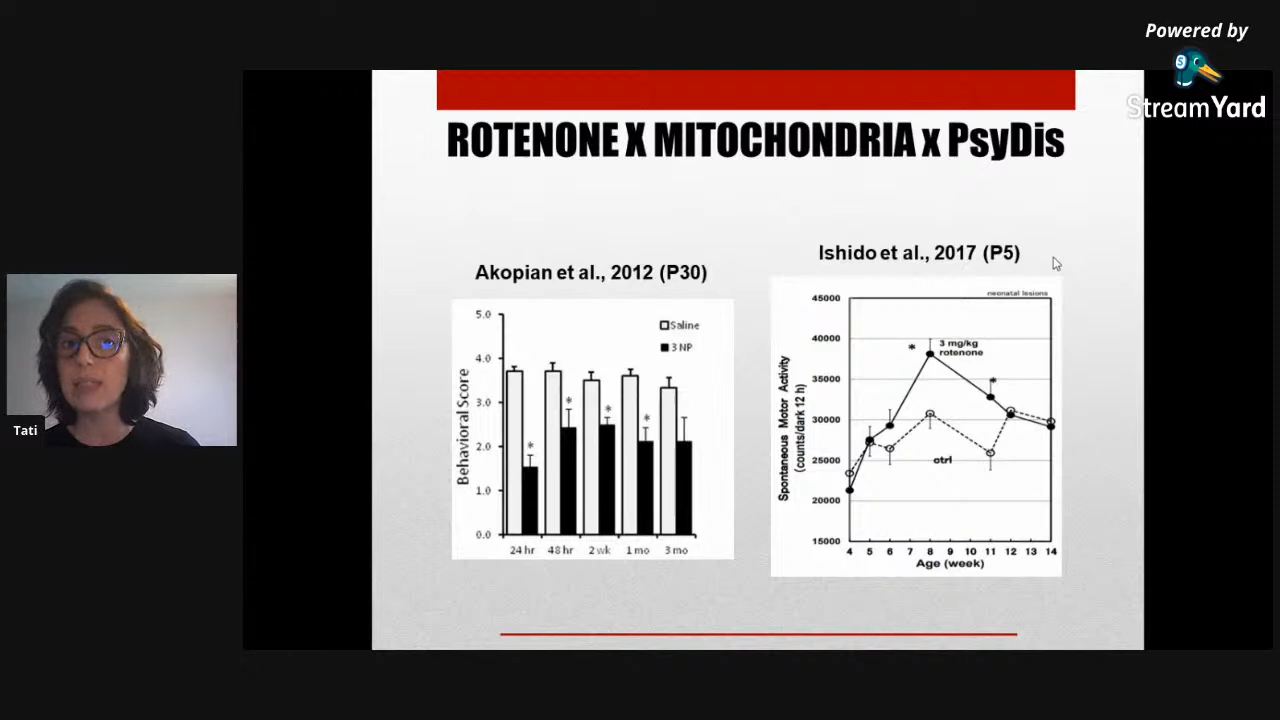 Powered by
StreamYard
ROTENONE X MITOCHONDRIA x PsyDis
Akopian et al., 2012 (P30)
5.0
4.0
3.0
2.0
1.0
0.0
Behavioral Score
Saline
3 NP
*
*
*
*
24 hr 48 hr 2 wk 1 mo 3 mo
Ishido et al., 2017 (P5)
neonatal lesions
45000
40000
35000
30000
25000
20000
15000
Spontaneous Motor Activity
(counts/dark 12 h)
* 3 mg/kg
rotenone
*
ctrl
4 5 6 7 8 9 10 11 12 13 14
Age (week)
Tati